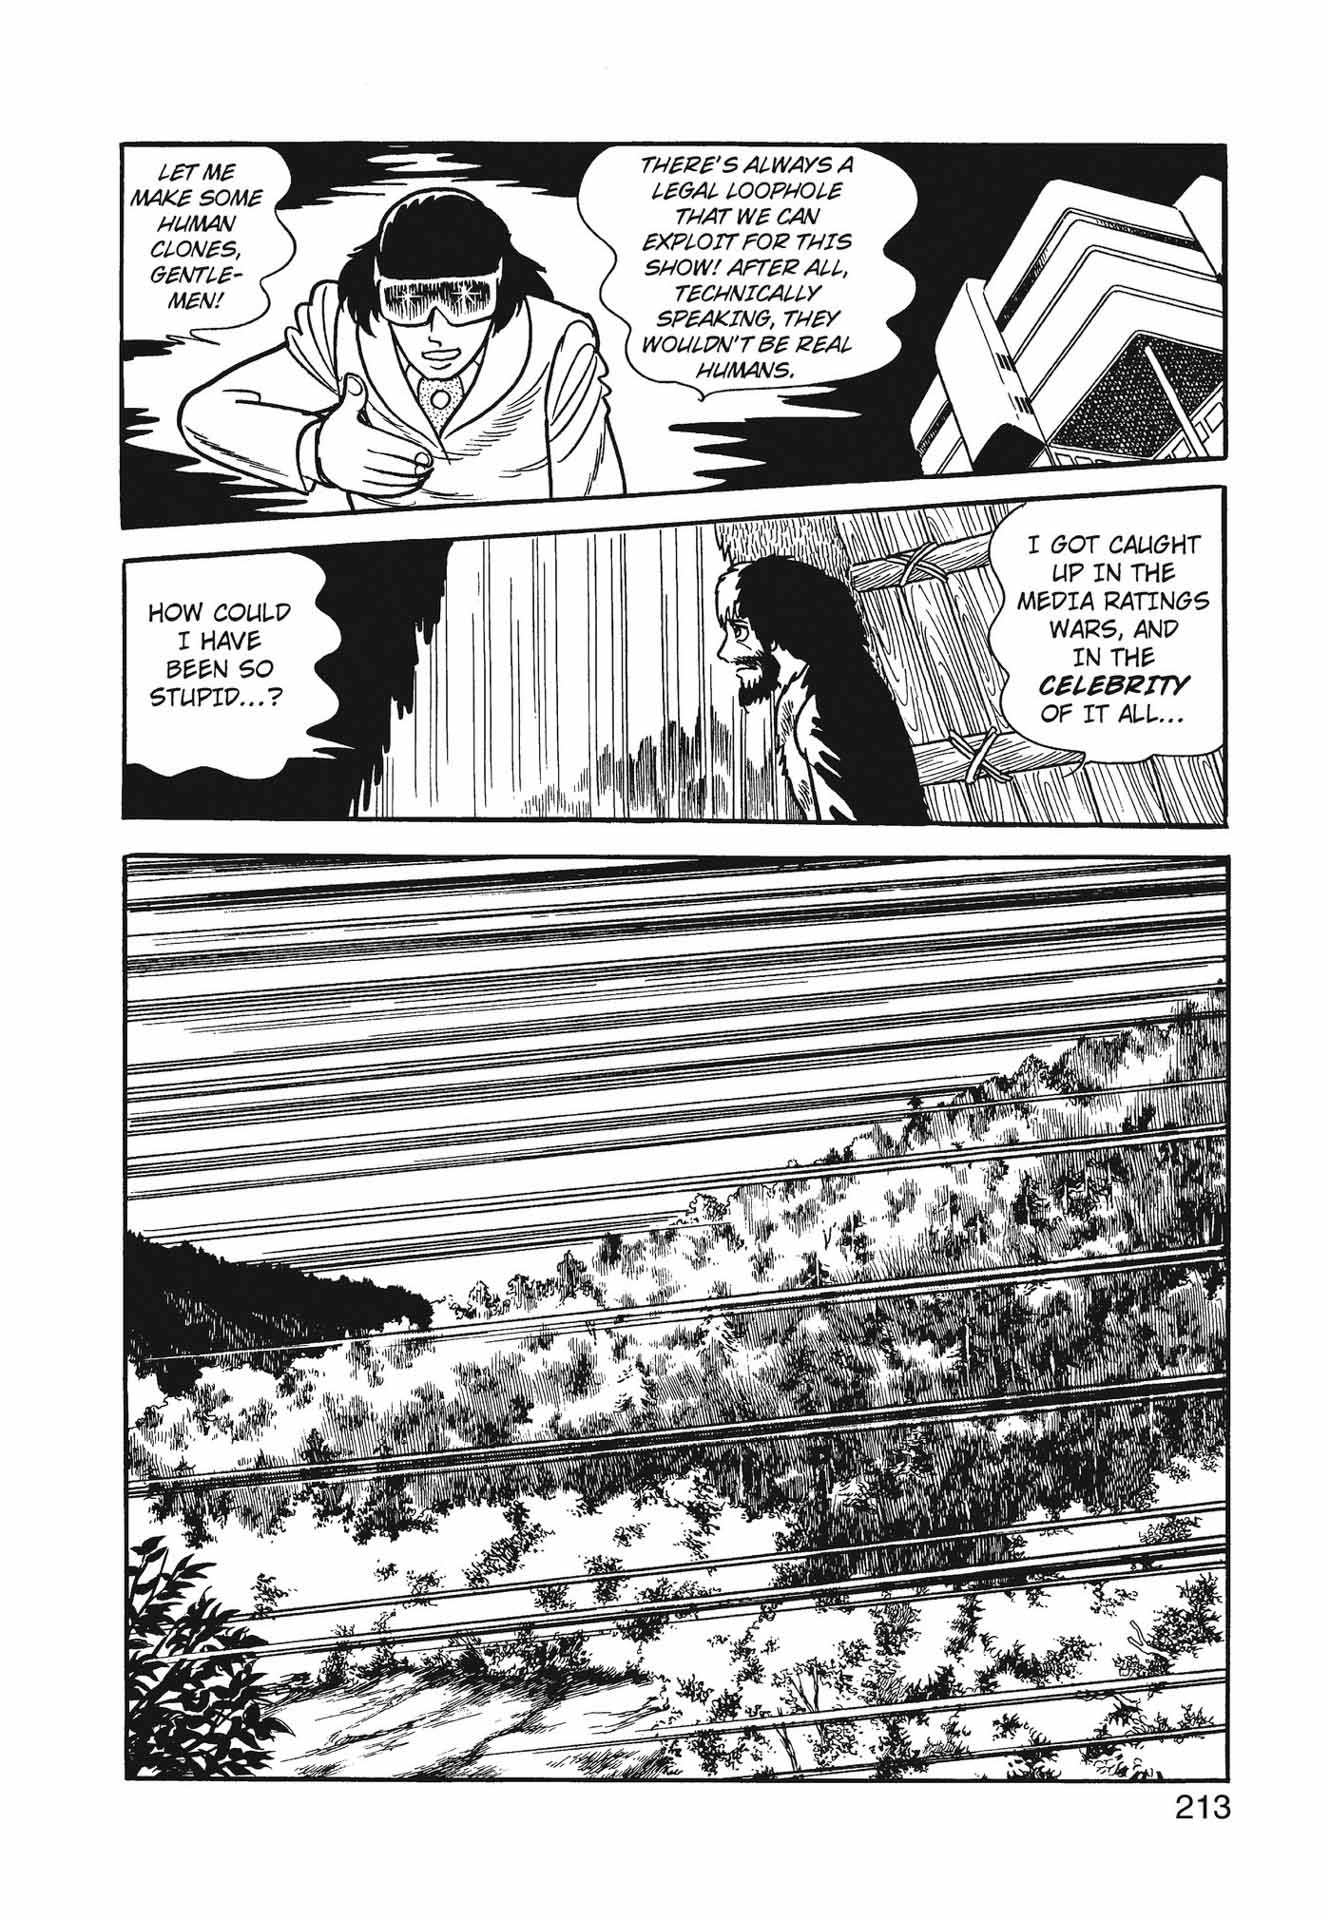 THERE'S ALWAYS A
LEGAL LOOPHOLE
THAT WE CAN
EXPLOIT FOR THIS
SHOW! AFTER ALL,
TECHNICALLY
SPEAKING, THEY
WOULDN'T BE REAL
HUMANS.
LET ME
MAKE SOME
HUMAN
CLONES,
GENTLE-
MEN!
I GOT CAUGHT
UP IN THE
MEDIA RATINGS
WARS, AND
IN THE
CELEBRITY
OF IT ALL...
HOW COULD
I HAVE
BEEN SO
STUPID...?
213